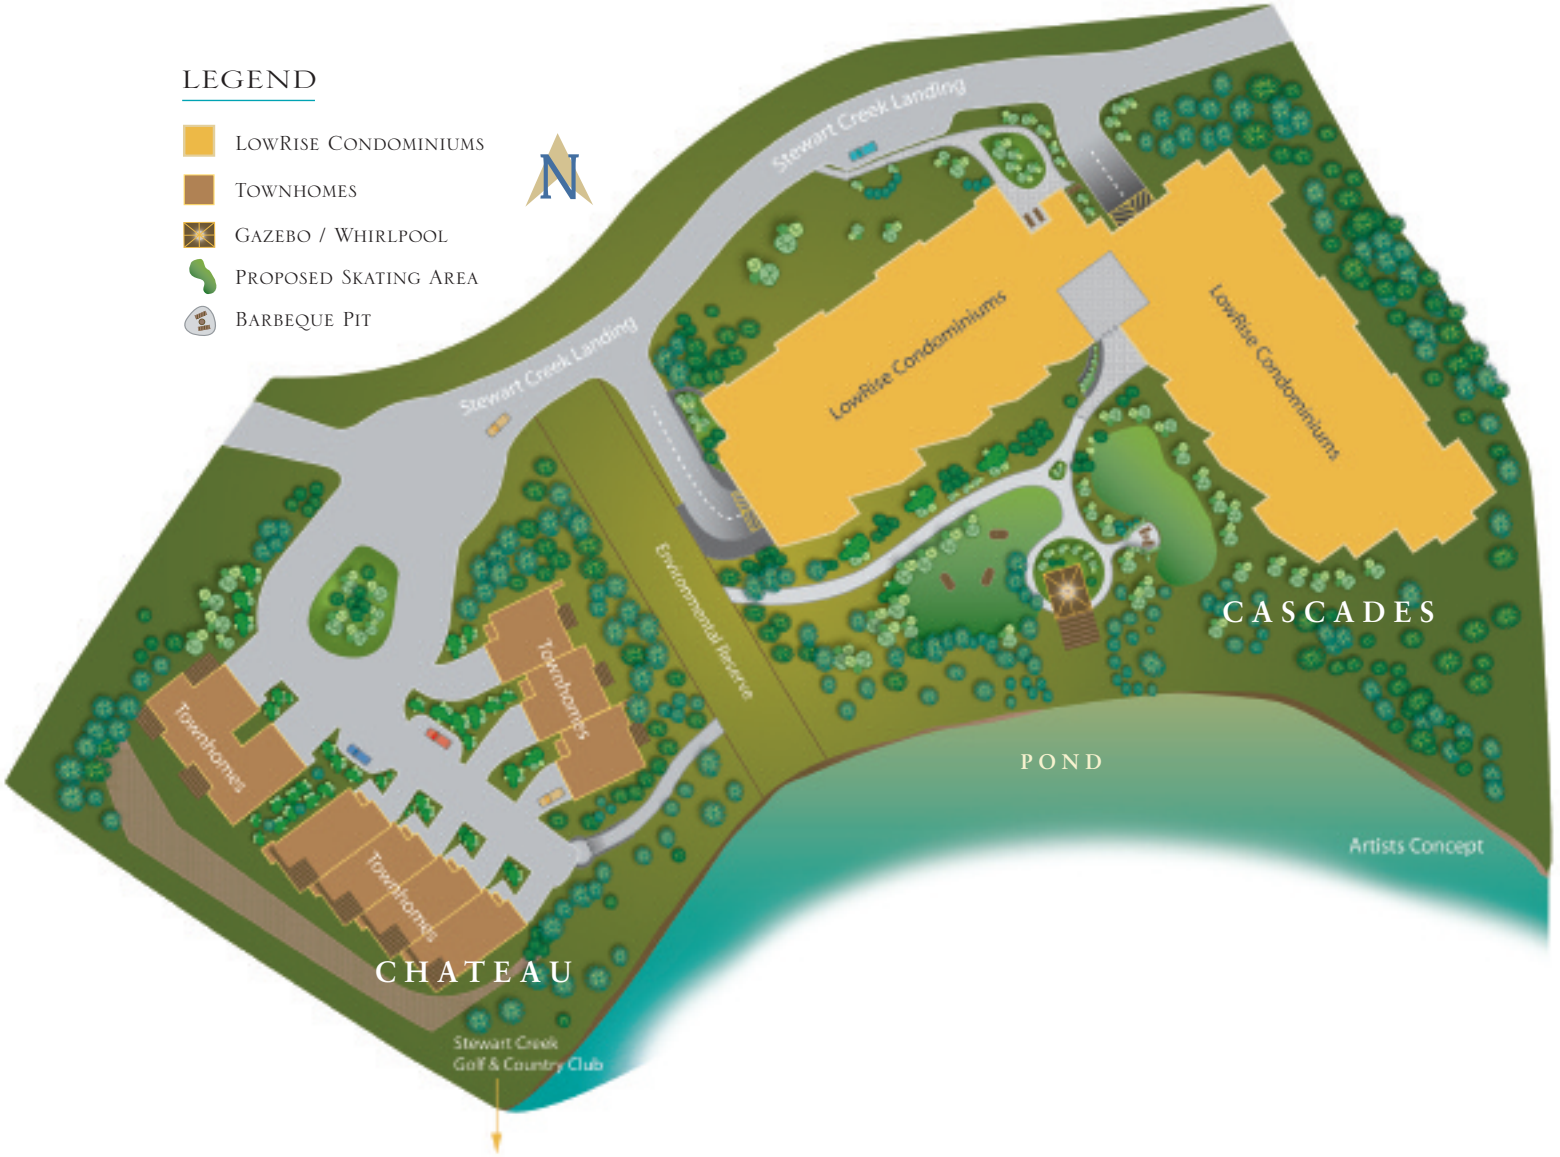 LEGEND
LOWRISE CONDOMINIUMS
TOWNHOMES
GAZEBO / WHIRLPOOL
PROPOSED SKATING AREA
BARBEQUE PIT
N
Stewart Creek Landing
Stewart Creek Landing
LowRise Condominiums
LowRise Condominiums
Environmental Reserve
CASCADES
Townhomes
Townhomes
Townhomes
POND
Artists Concept
CHATEAU
Stewart Creek
Golf & Country Club